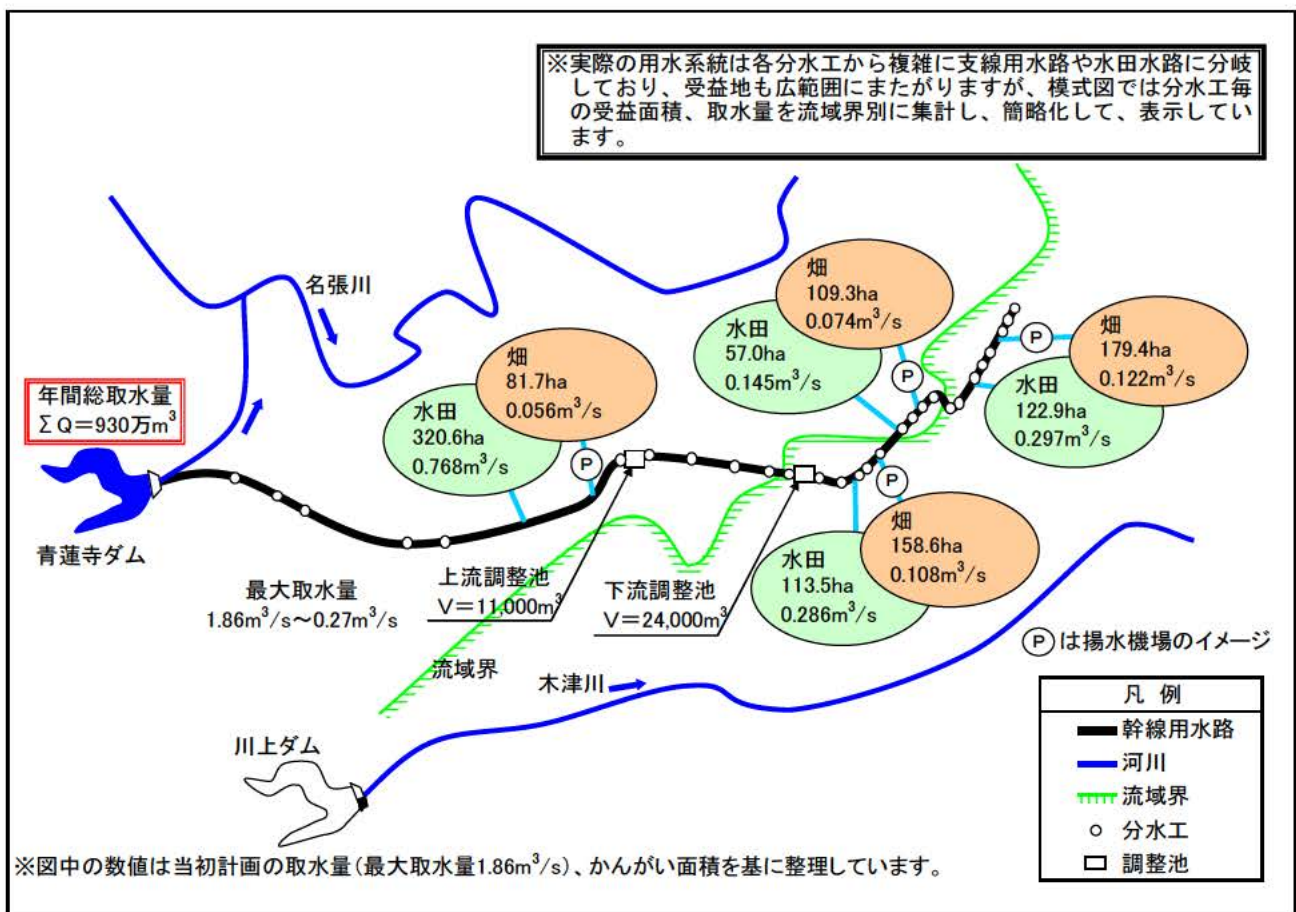 ※実際の用水系統は各分水工から複雑に支線用水路や水田水路に分岐
しており、受益地も広範囲にまたがりますが、模式図では分水工毎
の受益面積、取水量を流域界別に集計し、簡略化して、表示してい
ます。
名張川
年間総取水量
ΣQ=930万m³
青蓮寺ダム
水田
320.6ha
0.768m³/s
畑
81.7ha
0.056m³/s
P
水田
57.0ha
0.145m³/s
畑
109.3ha
0.074m³/s
P
畑
179.4ha
0.122m³/s
P
水田
122.9ha
0.297m³/s
P
畑
158.6ha
0.108m³/s
水田
113.5ha
0.286m³/s
最大取水量
1.86m³/s~0.27m³/s
上流調整池
V=11,000m³
下流調整池
V=24,000m³
流域界
木津川
川上ダム
Pは揚水機場のイメージ
凡 例
幹線用水路
河川
流域界
分水工
調整池
※図中の数値は当初計画の取水量(最大取水量1.86m³/s)、かんがい面積を基に整理しています。